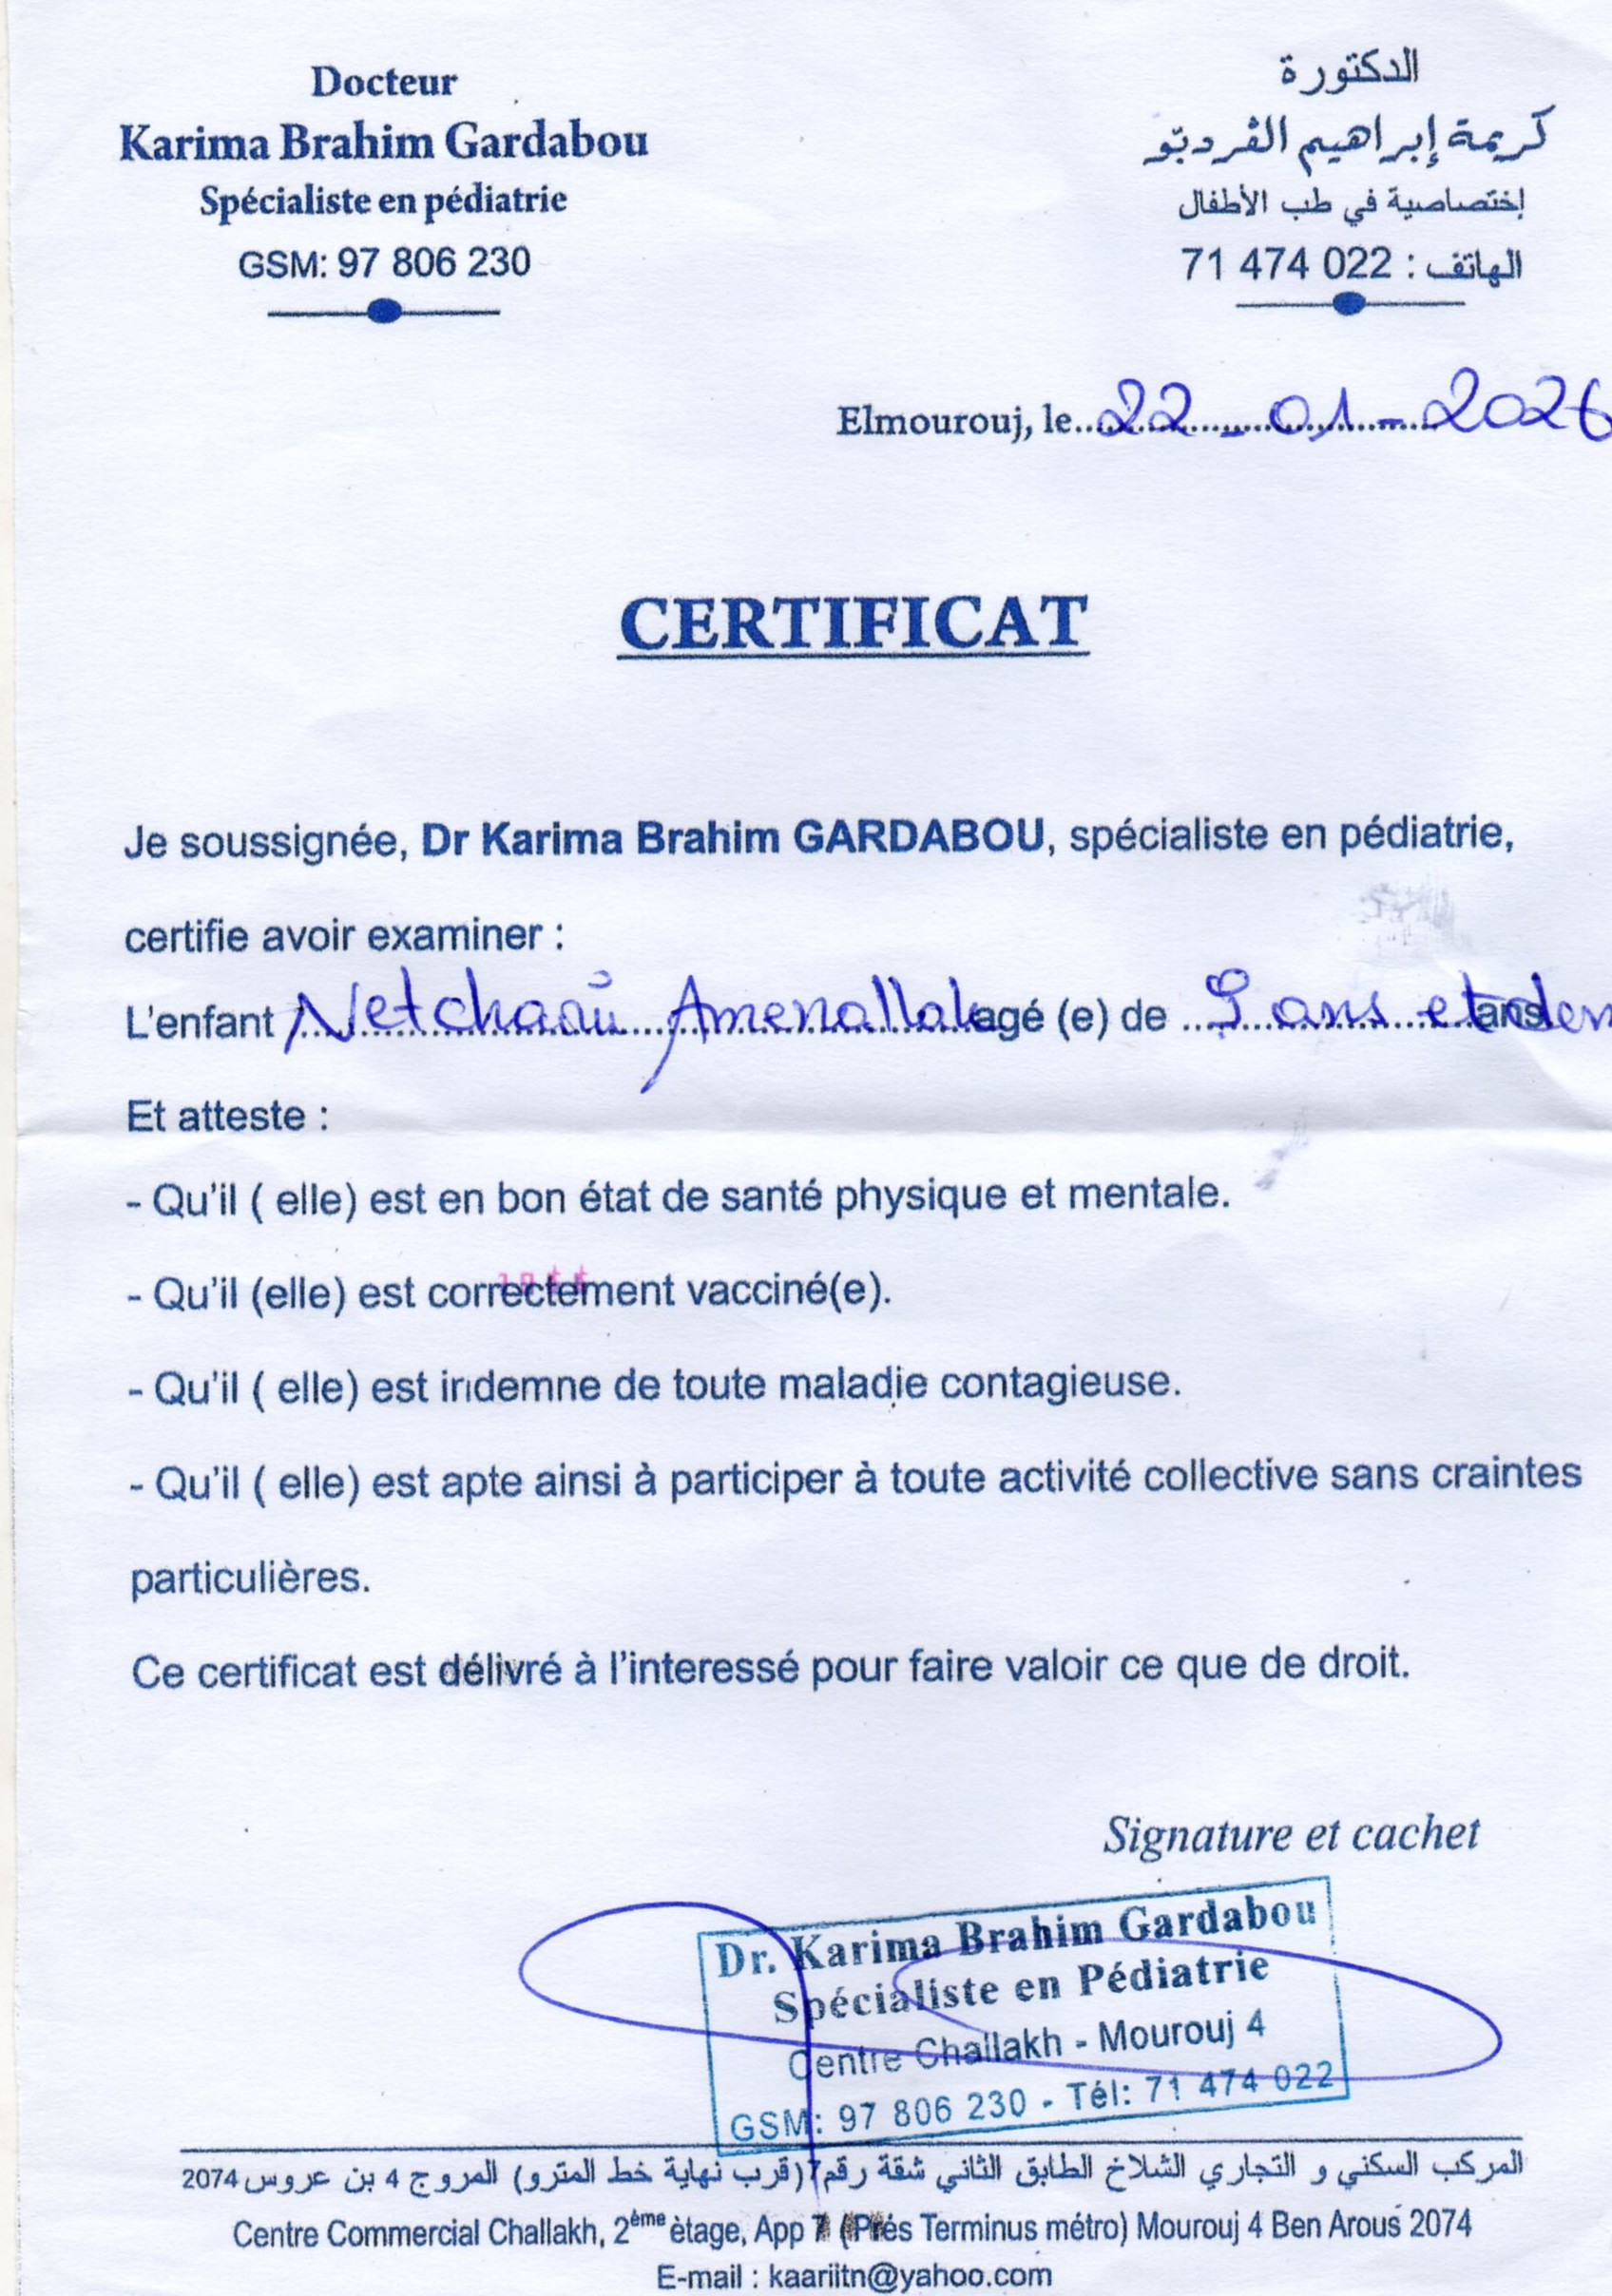 Docteur
Karima Brahim Gardabou
Spécialiste en pédiatrie
GSM: 97 806 230
الدكتورة
كريمة إبراهيم الڤردبّو
إختصاصية في طب الأطفال
الهاتف : 022 474 71
Elmourouj, le 22-01-2026
CERTIFICAT
Je soussignée, Dr Karima Brahim GARDABOU, spécialiste en pédiatrie,
certifie avoir examiner :
L'enfant Netchaoui Amenallah agé (e) de ans et dem ans
Et atteste :
- Qu'il ( elle) est en bon état de santé physique et mentale.
- Qu'il (elle) est correctement vacciné(e).
- Qu'il ( elle) est indemne de toute maladie contagieuse.
- Qu'il ( elle) est apte ainsi à participer à toute activité collective sans craintes
particulières.
Ce certificat est délivré à l'interessé pour faire valoir ce que de droit.
Signature et cachet
Dr. Karima Brahim Gardabou
Spécialiste en Pédiatrie
Centre Challakh - Mourouj 4
GSM: 97 806 230 - Tél: 71 474 022
المركب السكني و التجاري الشلاخ الطابق الثاني شقة رقم 7 (قرب نهاية خط المترو) المروج 4 بن عروس 2074
Centre Commercial Challakh, 2ème ètage, App 7 (Prés Terminus métro) Mourouj 4 Ben Arous 2074
E-mail : kaariitn@yahoo.com